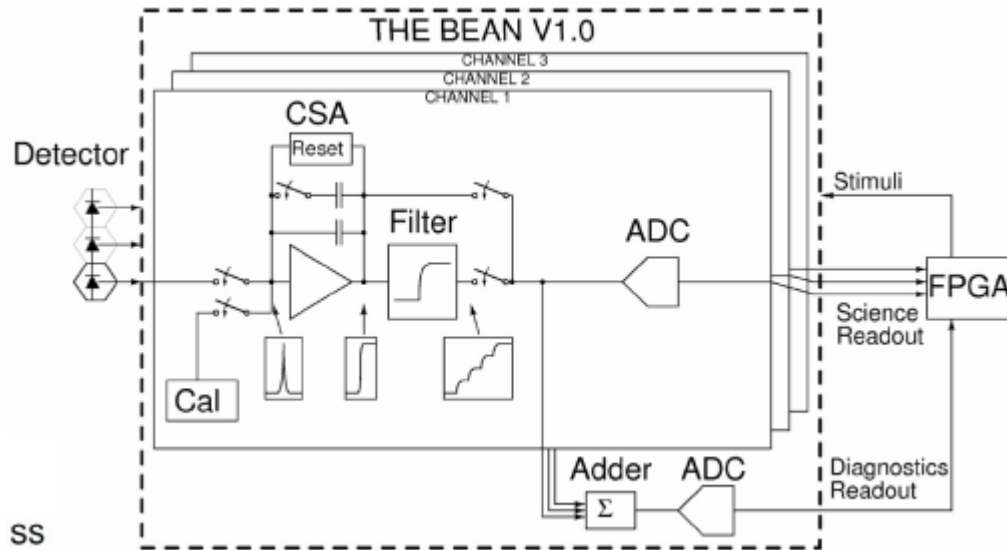 THE BEAN V1.0
CHANNEL 3
CHANNEL 2
CHANNEL 1
CSA
Reset
Detector
Filter
ADC
Stimuli
FPGA
Science
Readout
Cal
Adder
ADC
Σ
Diagnostics
Readout
ss